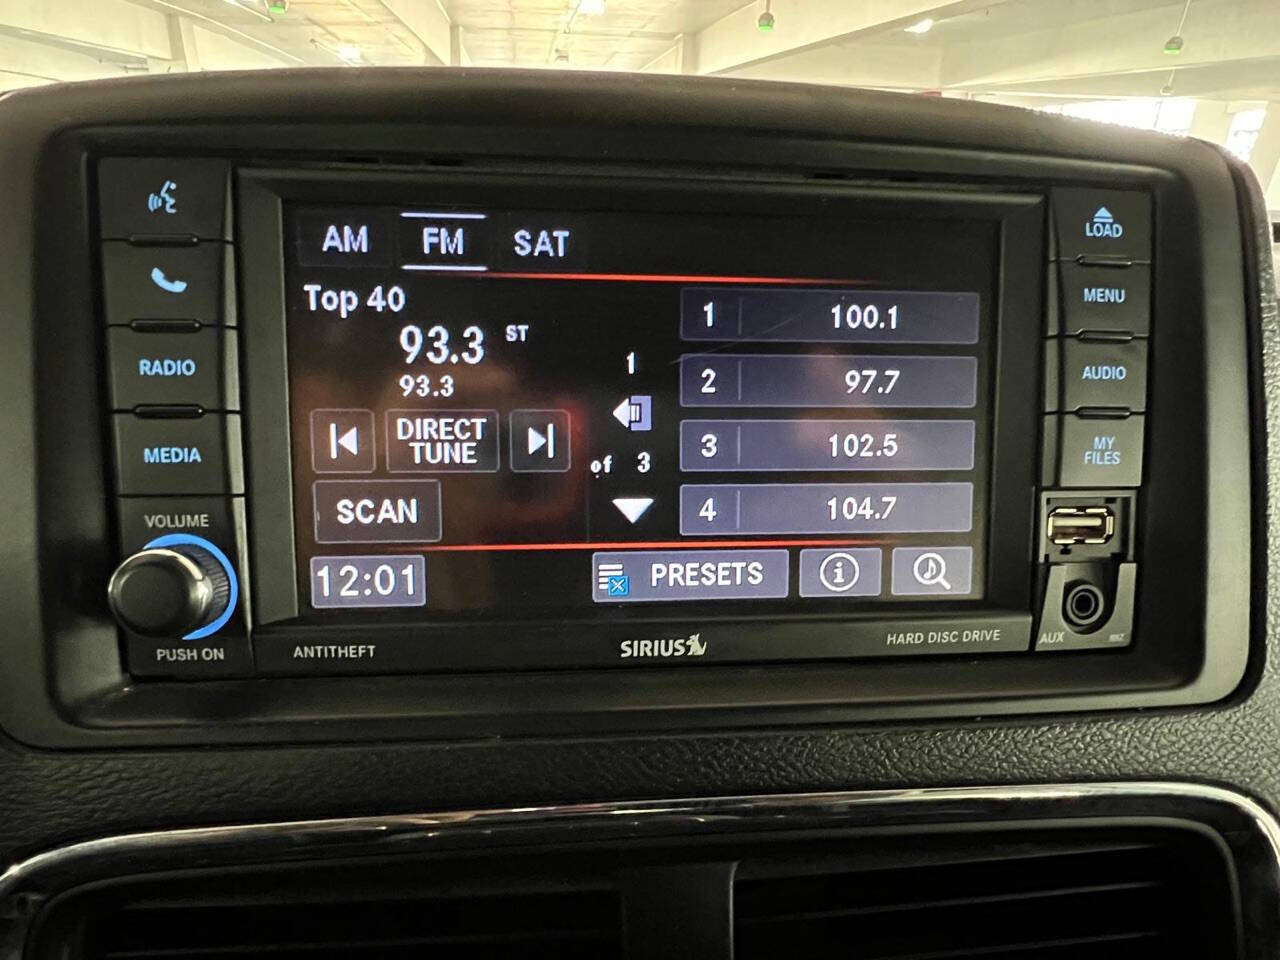 AM FM SAT
Top 40
93.3 ST
93.3
DIRECT
TUNE
SCAN
12:01
1
of 3
1 100.1
2 97.7
3 102.5
4 104.7
PRESETS
i
RADIO
MEDIA
VOLUME
PUSH ON
LOAD
MENU
AUDIO
MY
FILES
AUX
ANTITHEFT
SIRIUS
HARD DISC DRIVE